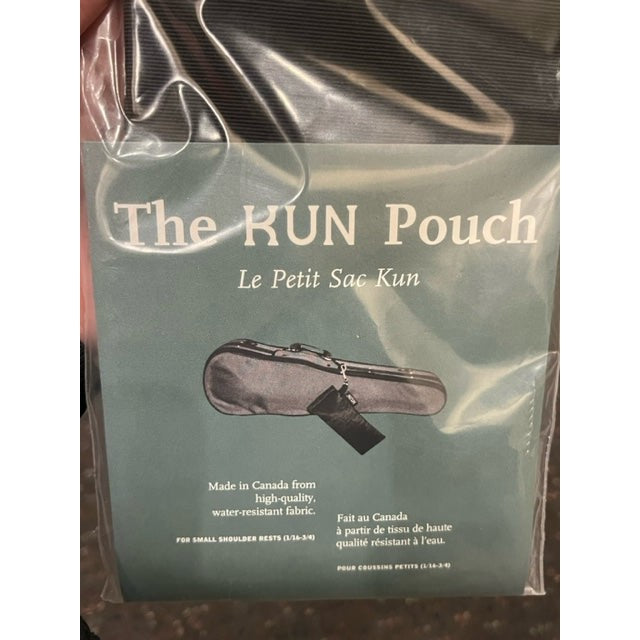 The KUN Pouch
Le Petit Sac Kun
Made in Canada from
high-quality,
water-resistant fabric.
FOR SMALL SHOULDER RESTS (1/16-3/4)
Fait au Canada
à partir de tissu de haute
qualité résistant à l'eau.
POUR COUSSINS PETITS (1/16-3/4)